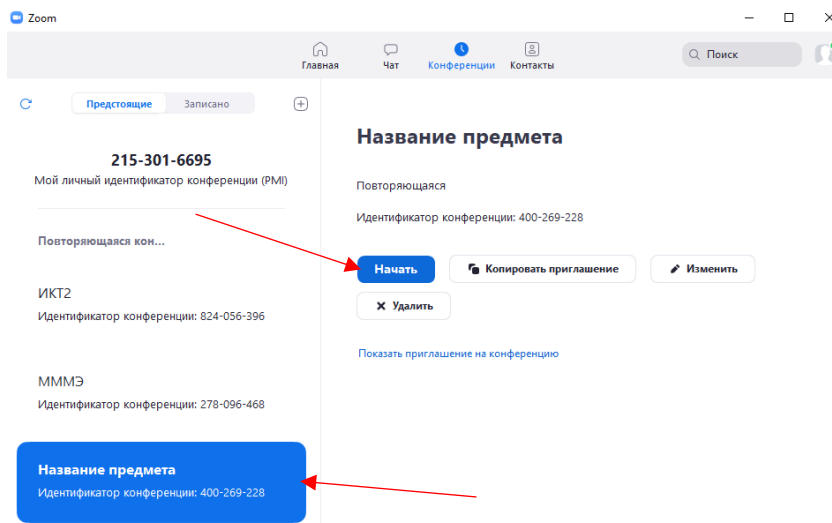 Zoom
Главная
Чат
Конференции
Контакты
Поиск
Предстоящие
Записано
215-301-6695
Мой личный идентификатор конференции (PMI)
Повторяющаяся кон...
ИКТ2
Идентификатор конференции: 824-056-396
МММЭ
Идентификатор конференции: 278-096-468
Название предмета
Идентификатор конференции: 400-269-228
Название предмета
Повторяющаяся
Идентификатор конференции: 400-269-228
Начать
Копировать приглашение
Изменить
Удалить
Показать приглашение на конференцию